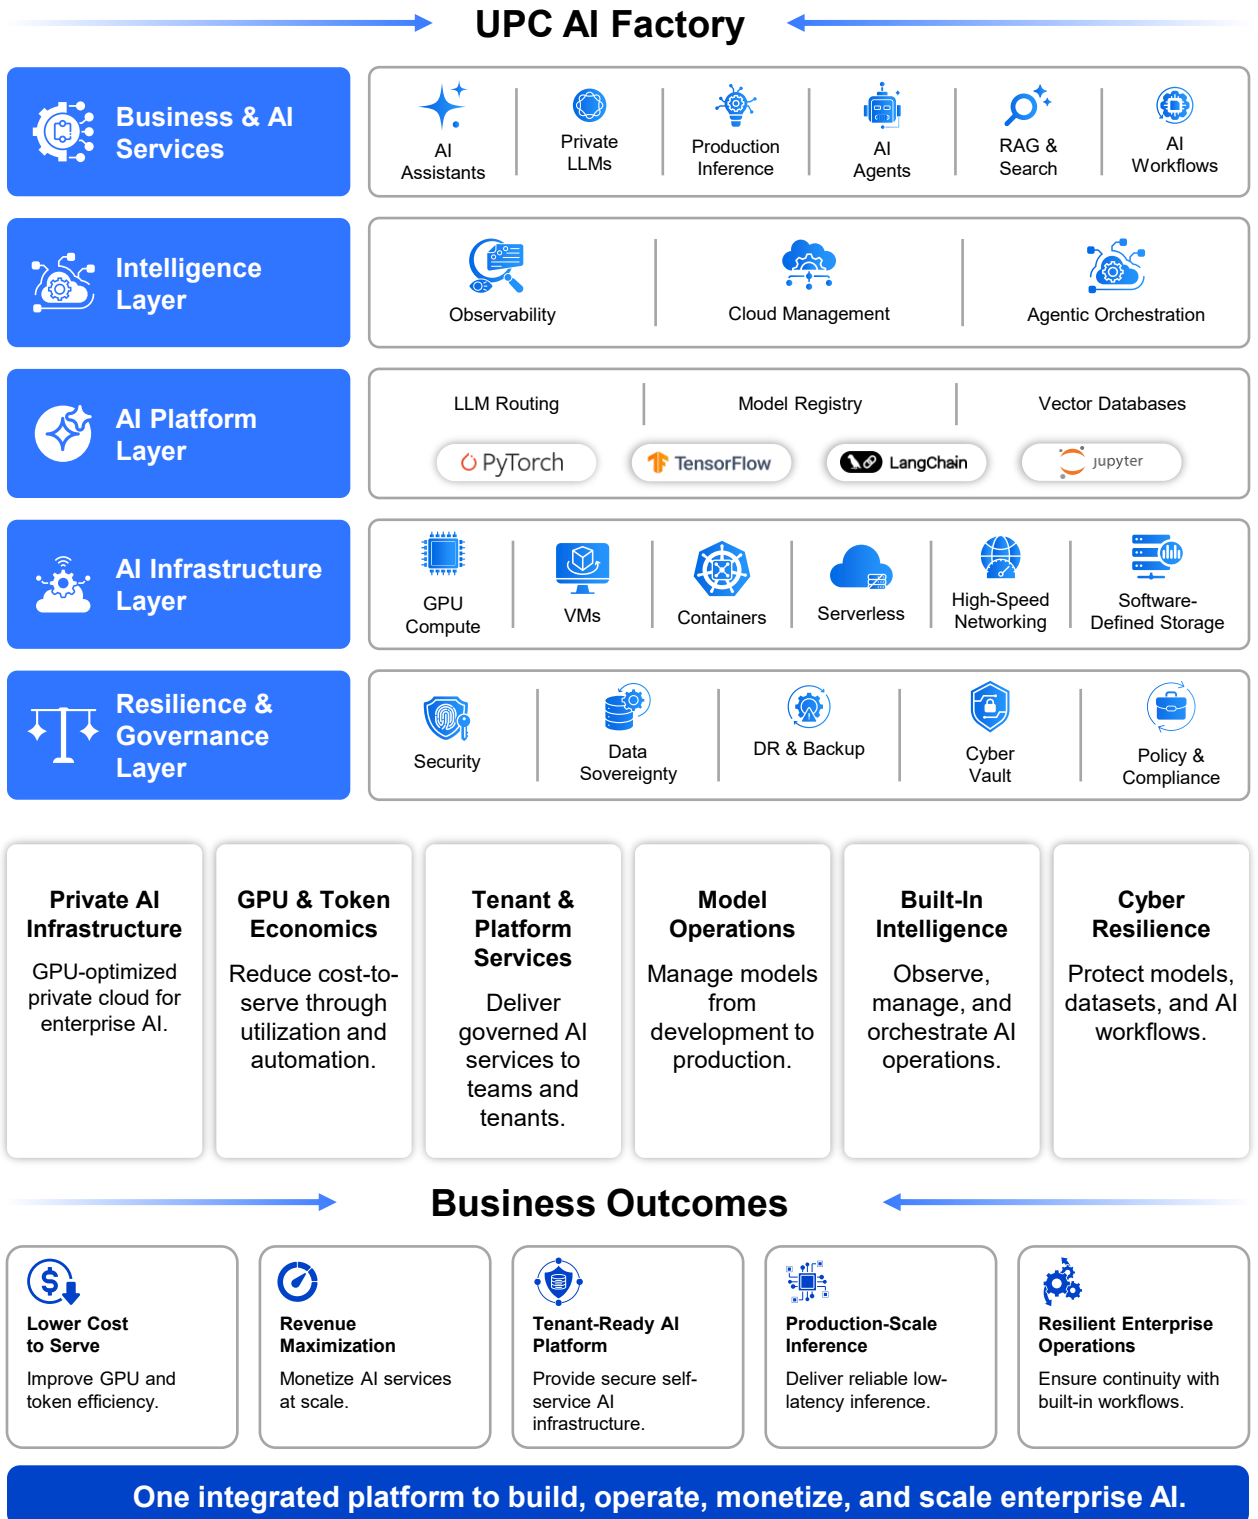 UPC AI Factory
Business & AI
Services
AI
Assistants
Private
LLMs
Production
Inference
AI
Agents
RAG &
Search
AI
Workflows
Intelligence
Layer
Observability
Cloud Management
Agentic Orchestration
AI Platform
Layer
LLM Routing
Model Registry
Vector Databases
PyTorch
TensorFlow
LangChain
jupyter
AI Infrastructure
Layer
GPU
Compute
VMs
Containers
Serverless
High-Speed
Networking
Software-
Defined Storage
Resilience &
Governance
Layer
Security
Data
Sovereignty
DR & Backup
Cyber
Vault
Policy &
Compliance
Private AI
Infrastructure
GPU-optimized
private cloud for
enterprise AI.
GPU & Token
Economics
Reduce cost-to-
serve through
utilization and
automation.
Tenant &
Platform
Services
Deliver
governed AI
services to
teams and
tenants.
Model
Operations
Manage models
from
development to
production.
Built-In
Intelligence
Observe,
manage, and
orchestrate AI
operations.
Cyber
Resilience
Protect models,
datasets, and AI
workflows.
Business Outcomes
Lower Cost
to Serve
Improve GPU and
token efficiency.
Revenue
Maximization
Monetize AI services
at scale.
Tenant-Ready AI
Platform
Provide secure self-
service AI
infrastructure.
Production-Scale
Inference
Deliver reliable low-
latency inference.
Resilient Enterprise
Operations
Ensure continuity with
built-in workflows.
One integrated platform to build, operate, monetize, and scale enterprise AI.